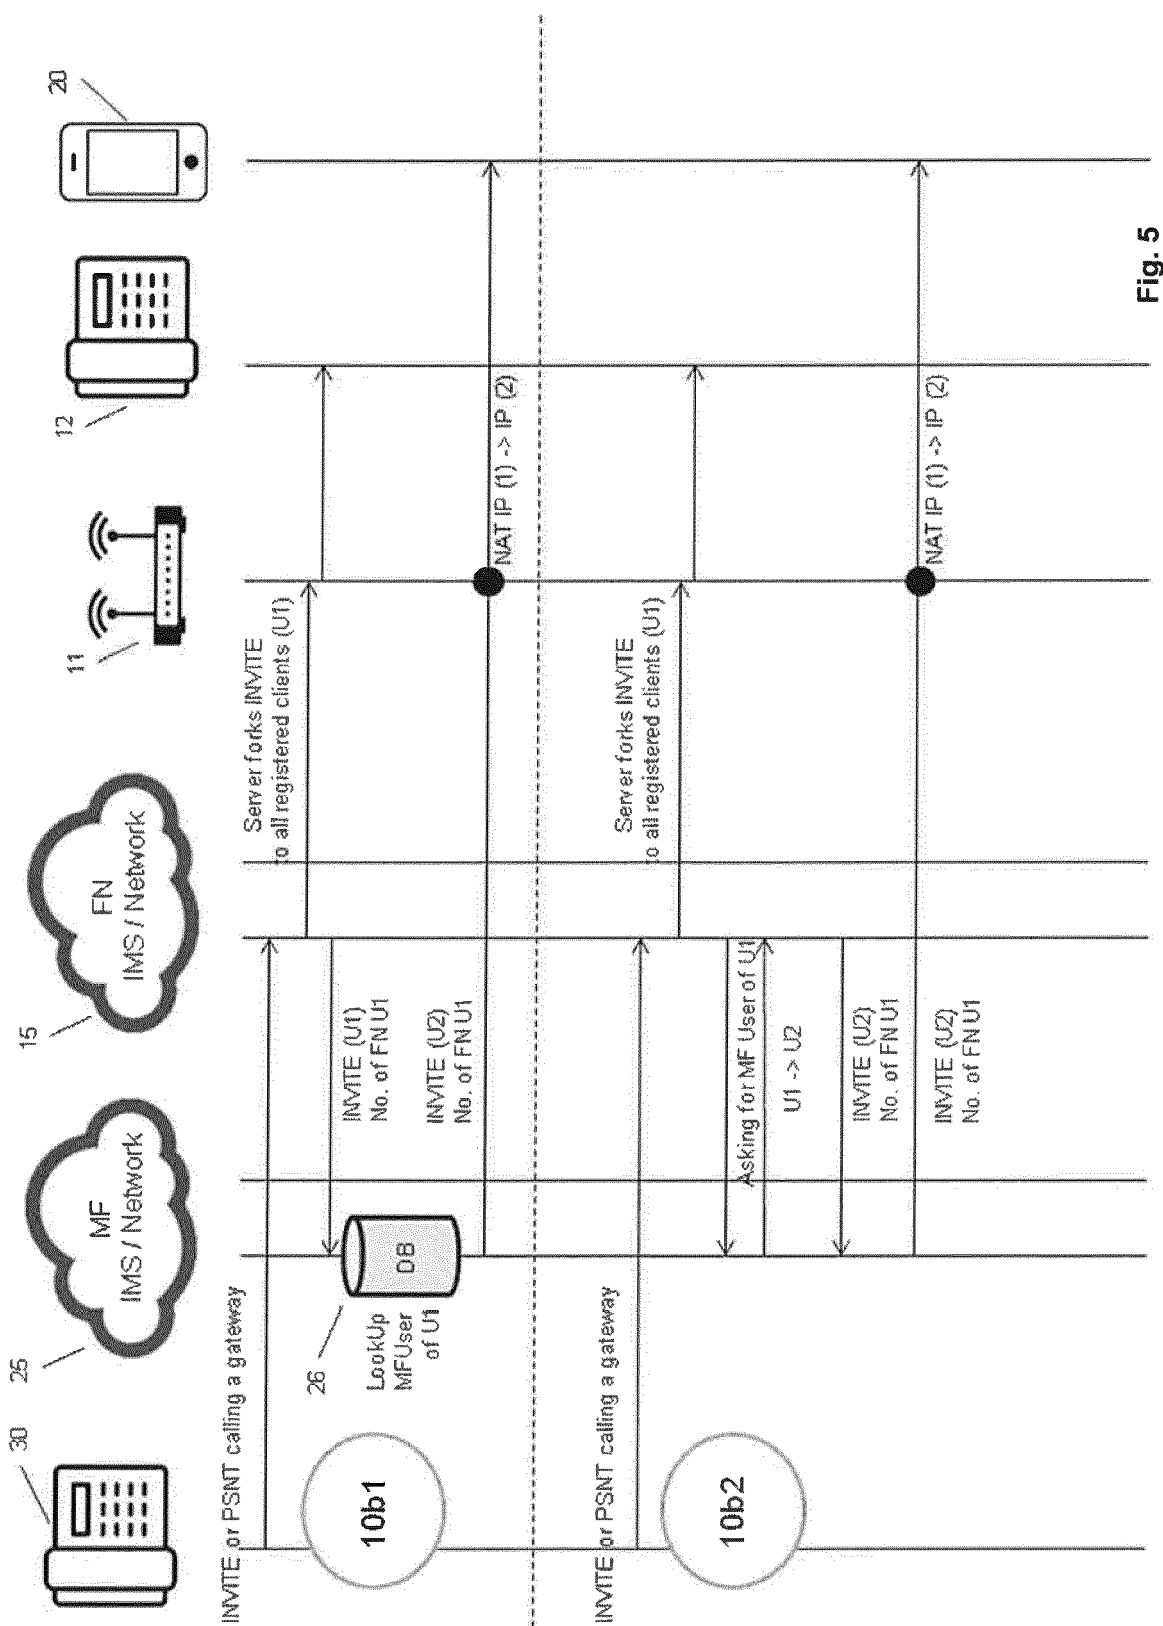 30
25
15
11
12
20
MF
IMS / Network
FN
IMS / Network
INVITE or PSNT calling a gateway
Server forks INVITE
to all registered clients (U1)
10b1
26
LookUp
MFUser
of U1
DB
INVITE (U1)
No. of FN U1
INVITE (U2)
No. of FN U1
NAT IP (1) -> IP (2)
INVITE or PSNT calling a gateway
Server forks INVITE
to all registered clients (U1)
10b2
Asking for MF User of U1
U1 -> U2
INVITE (U2)
No. of FN U1
INVITE (U2)
No. of FN U1
NAT IP (1) -> IP (2)
Fig. 5